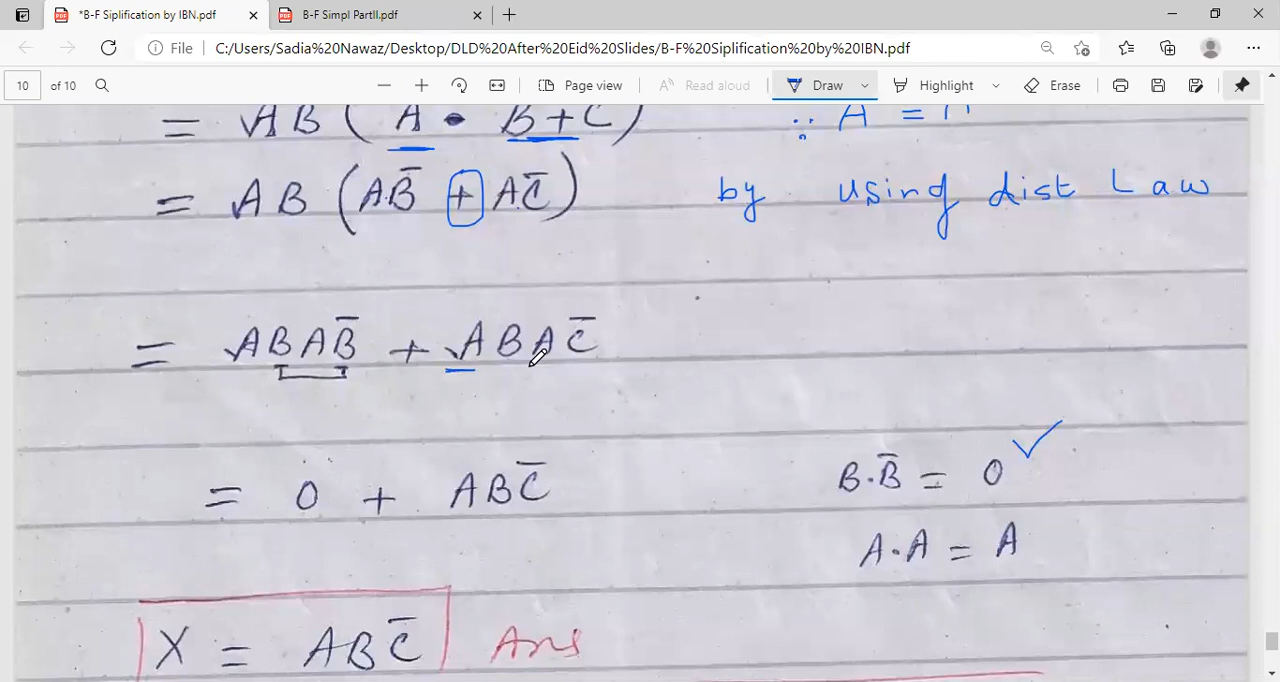 *B-F Siplification by IBN.pdf
B-F Simpl PartII.pdf
File
C:/Users/Sadia%20Nawaz/Desktop/DLD%20After%20Eid%20Slides/B-F%20Siplification%20by%20IBN.pdf
10 of 10
Page view
Read aloud
Draw
Highlight
Erase
= AB (A • B+C)
∵ A =
= AB (AB̅ + AC̅) by using dist Law
= ABAB̅ + ABAC̅
= 0 + ABC̅
B.B̅ = 0 ✓
A.A = A
X = ABC̅ Ans